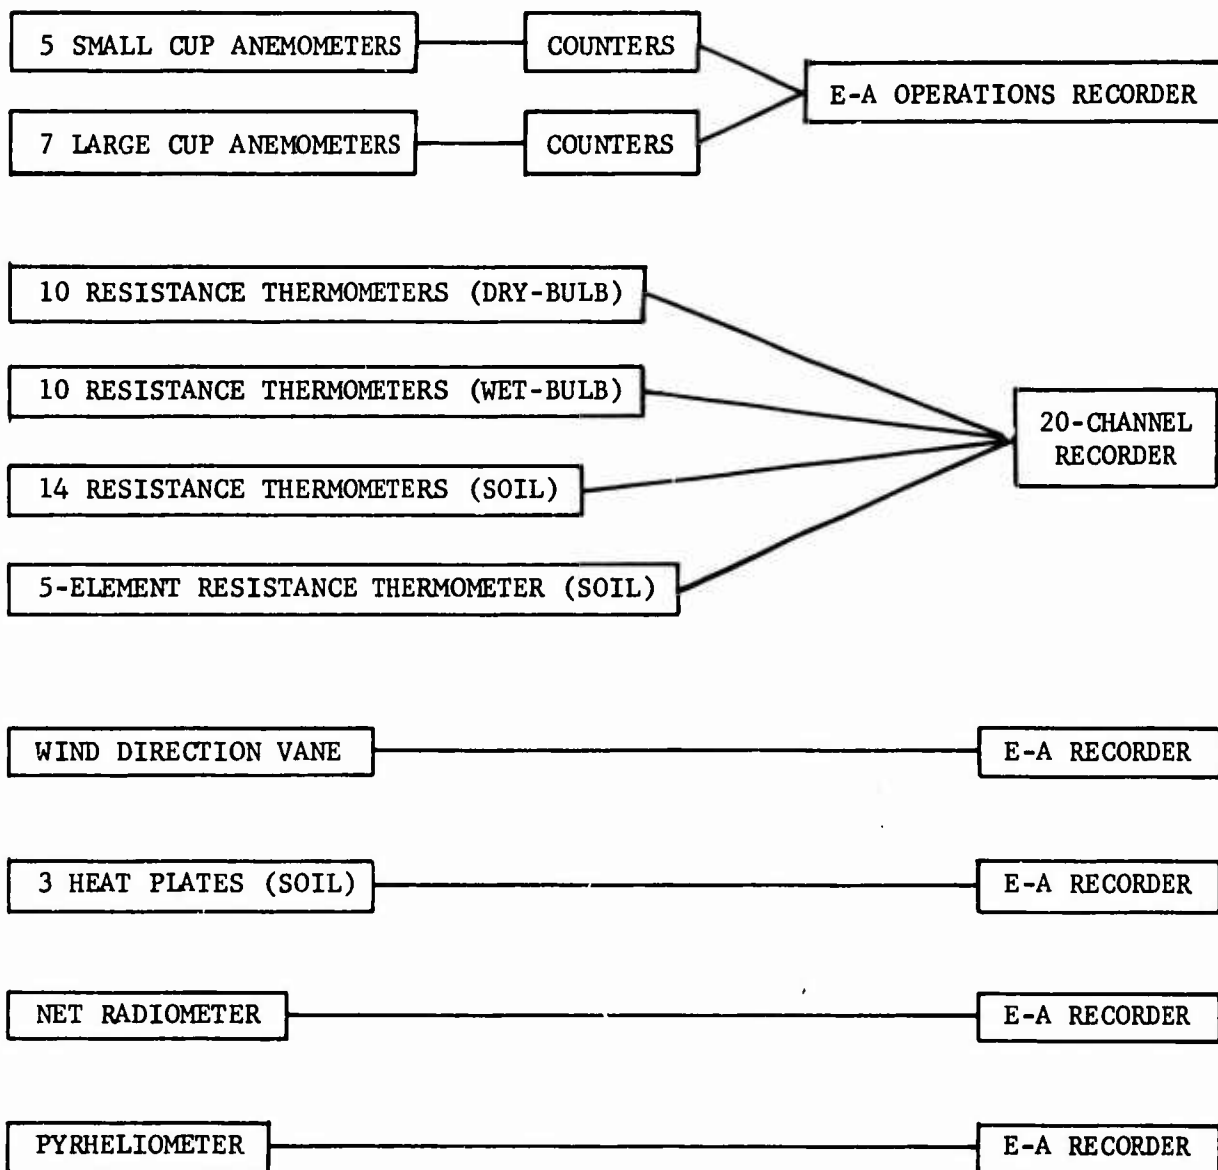 5 SMALL CUP ANEMOMETERS
COUNTERS
E-A OPERATIONS RECORDER
7 LARGE CUP ANEMOMETERS
COUNTERS
10 RESISTANCE THERMOMETERS (DRY-BULB)
10 RESISTANCE THERMOMETERS (WET-BULB)
20-CHANNEL
RECORDER
14 RESISTANCE THERMOMETERS (SOIL)
5-ELEMENT RESISTANCE THERMOMETER (SOIL)
WIND DIRECTION VANE
E-A RECORDER
3 HEAT PLATES (SOIL)
E-A RECORDER
NET RADIOMETER
E-A RECORDER
PYRHELIOMETER
E-A RECORDER